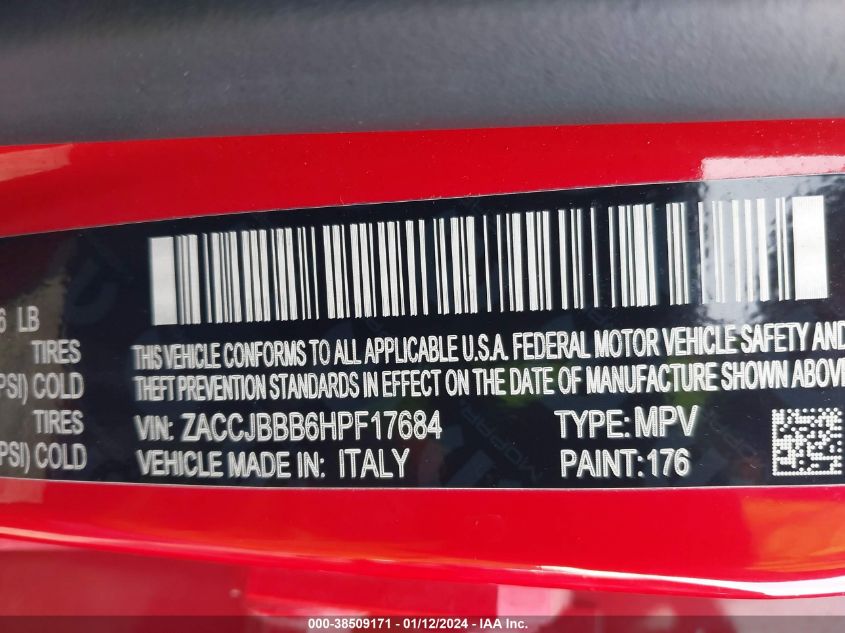 6 LB
TIRES
PSI) COLD
TIRES
PSI) COLD
THIS VEHICLE CONFORMS TO ALL APPLICABLE U.S.A. FEDERAL MOTOR VEHICLE SAFETY AND
THEFT PREVENTION STANDARDS IN EFFECT ON THE DATE OF MANUFACTURE SHOWN ABOVE
VIN: ZACCJBBB6HPF17684 TYPE: MPV
VEHICLE MADE IN: ITALY PAINT: 176
MOPAR
000-38509171 - 01/12/2024 - IAA Inc.